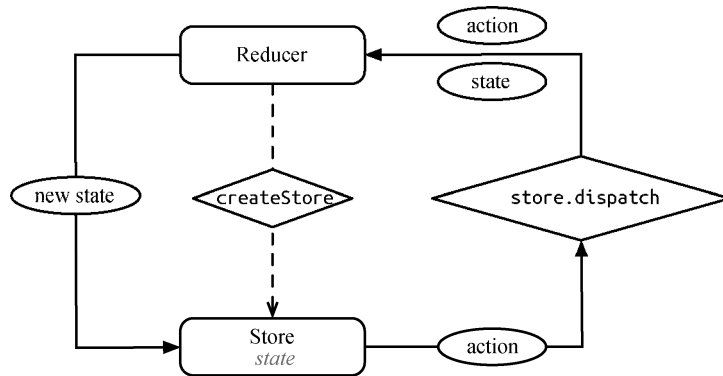 action
Reducer
state
new state
createStore
store.dispatch
Store
state
action